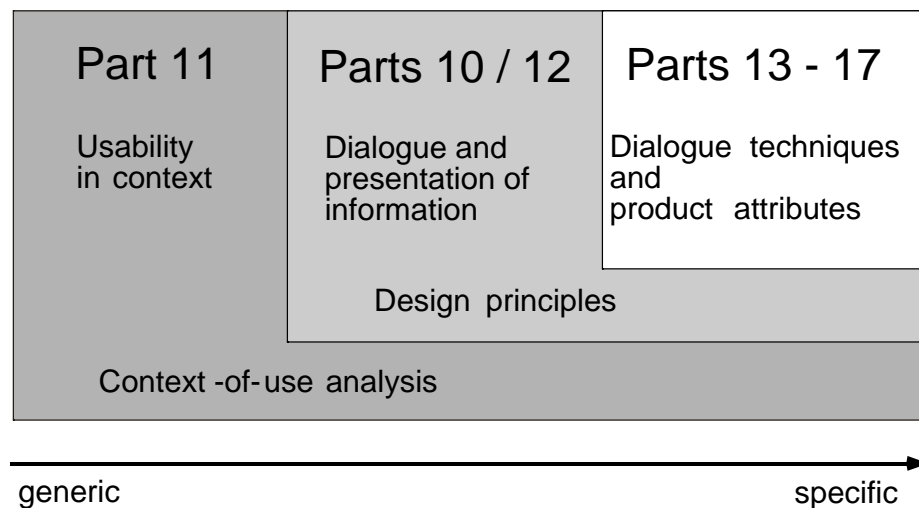 Part 11
Usability
in context
Parts 10 / 12
Dialogue and
presentation of
information
Parts 13 - 17
Dialogue techniques
and
product attributes
Design principles
Context -of-use analysis
generic
specific